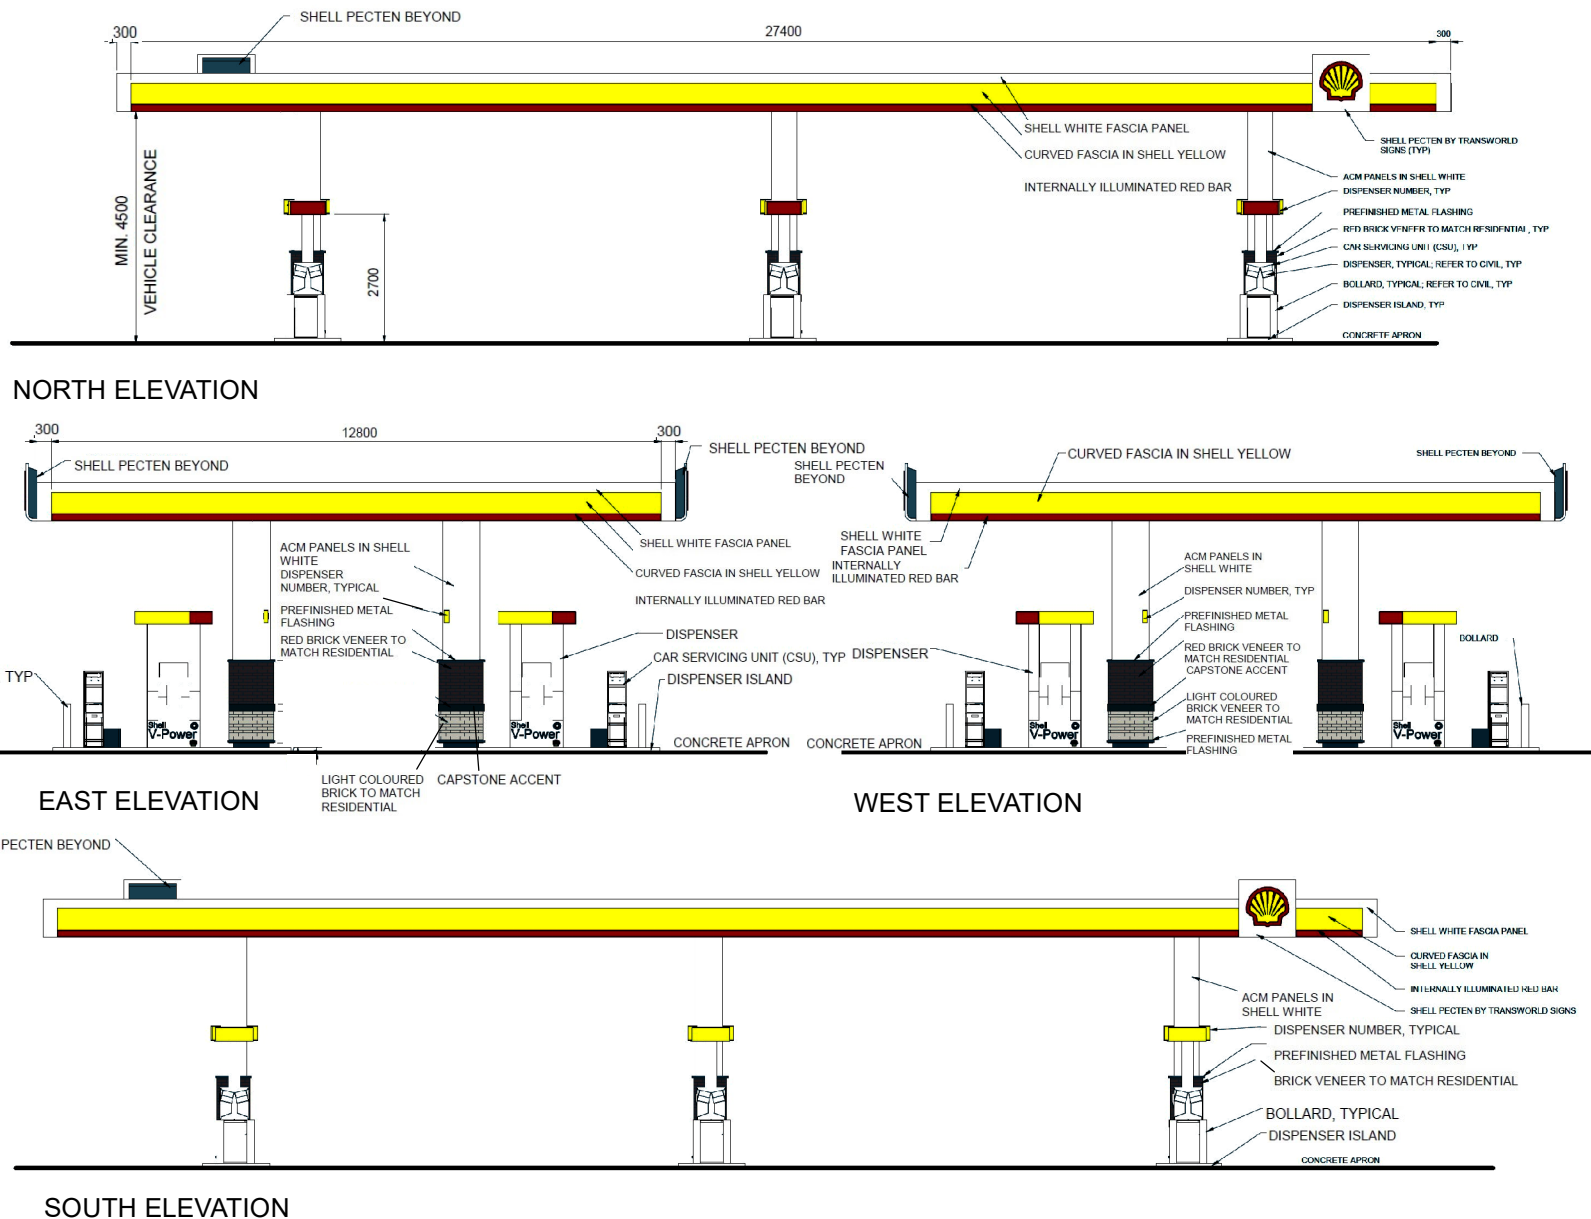 SHELL PECTEN BEYOND
300
27400
300
SHELL WHITE FASCIA PANEL
CURVED FASCIA IN SHELL YELLOW
INTERNALLY ILLUMINATED RED BAR
SHELL PECTEN BY TRANSWORLD
SIGNS (TYP)
ACM PANELS IN SHELL WHITE
DISPENSER NUMBER, TYP
PREFINISHED METAL FLASHING
RED BRICK VENEER TO MATCH RESIDENTIAL, TYP
CAR SERVICING UNIT (CSU), TYP
DISPENSER, TYPICAL; REFER TO CIVIL, TYP
BOLLARD, TYPICAL; REFER TO CIVIL, TYP
DISPENSER ISLAND, TYP
CONCRETE APRON
MIN. 4500
VEHICLE CLEARANCE
2700
NORTH ELEVATION
300
12800
300
SHELL PECTEN BEYOND
SHELL PECTEN BEYOND
SHELL WHITE FASCIA PANEL
CURVED FASCIA IN SHELL YELLOW
INTERNALLY ILLUMINATED RED BAR
ACM PANELS IN SHELL
WHITE
DISPENSER
NUMBER, TYPICAL
PREFINISHED METAL
FLASHING
RED BRICK VENEER TO
MATCH RESIDENTIAL
DISPENSER
CAR SERVICING UNIT (CSU), TYP
DISPENSER ISLAND
TYP
Shell
V-Power
Shell
V-Power
CONCRETE APRON
LIGHT COLOURED
BRICK TO MATCH
RESIDENTIAL
CAPSTONE ACCENT
EAST ELEVATION
SHELL PECTEN
BEYOND
CURVED FASCIA IN SHELL YELLOW
SHELL PECTEN BEYOND
SHELL WHITE
FASCIA PANEL
INTERNALLY
ILLUMINATED RED BAR
ACM PANELS IN
SHELL WHITE
DISPENSER NUMBER, TYP
PREFINISHED METAL
FLASHING
RED BRICK VENEER TO
MATCH RESIDENTIAL
CAPSTONE ACCENT
LIGHT COLOURED
BRICK VENEER TO
MATCH RESIDENTIAL
PREFINISHED METAL
FLASHING
DISPENSER
BOLLARD
Shell
V-Power
Shell
V-Power
CONCRETE APRON
WEST ELEVATION
PECTEN BEYOND
SHELL WHITE FASCIA PANEL
CURVED FASCIA IN
SHELL YELLOW
INTERNALLY ILLUMINATED RED BAR
SHELL PECTEN BY TRANSWORLD SIGNS
ACM PANELS IN
SHELL WHITE
DISPENSER NUMBER, TYPICAL
PREFINISHED METAL FLASHING
BRICK VENEER TO MATCH RESIDENTIAL
BOLLARD, TYPICAL
DISPENSER ISLAND
CONCRETE APRON
SOUTH ELEVATION